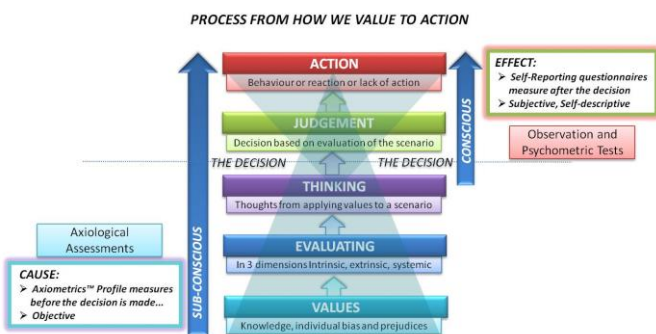 PROCESS FROM HOW WE VALUE TO ACTION
ACTION
Behaviour or reaction or lack of action
JUDGEMENT
Decision based on evaluation of the scenario
THE DECISION THE DECISION
THINKING
Thoughts from applying values to a scenario
EVALUATING
In 3 dimensions Intrinsic, extrinsic, systemic
VALUES
Knowledge, individual bias and prejudices
SUB-CONSCIOUS
CONSCIOUS
EFFECT:
➤ Self-Reporting questionnaires
measure after the decision
➤ Subjective, Self-descriptive
Observation and
Psychometric Tests
Axiological
Assessments
CAUSE:
➤ Axiometrics™ Profile measures
before the decision is made...
➤ Objective